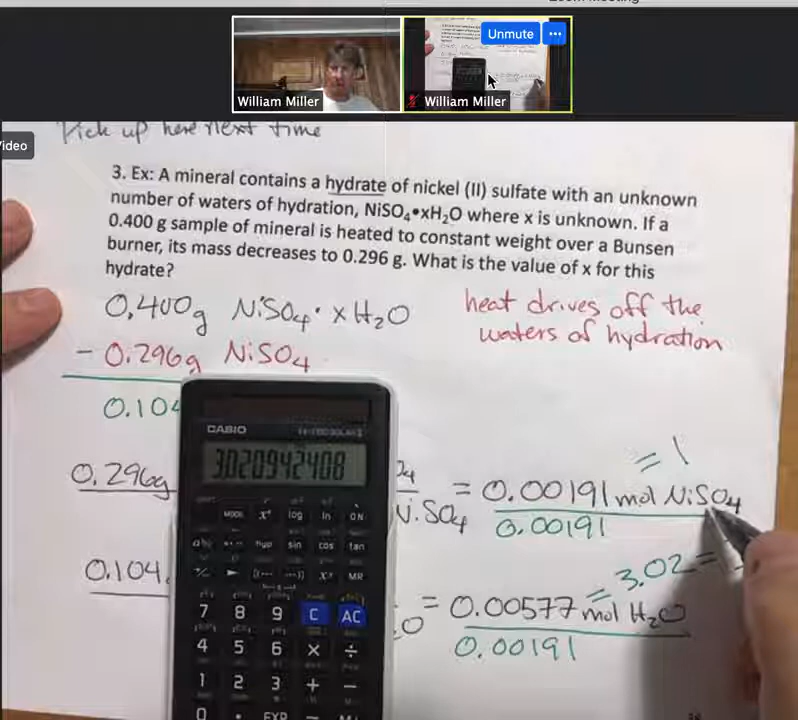 Zoom Meeting
Unmute
William Miller
William Miller
Video
Pick up here next time
3. Ex: A mineral contains a hydrate of nickel (II) sulfate with an unknown
number of waters of hydration, NiSO₄•xH₂O where x is unknown. If a
0.400 g sample of mineral is heated to constant weight over a Bunsen
burner, its mass decreases to 0.296 g. What is the value of x for this
hydrate?
0.400g NiSO₄·xH₂O
heat drives off the
waters of hydration
- 0.296g NiSO₄
0.104
CASIO
3.020942408
0.296g
NiSO₄ = 0.00191 mol NiSO₄ = 1
0.00191
0.104
= 0.00577 mol H₂O = 3.02 =
0.00191
MODE log ln ON
hyp sin cos tan
MR
7 8 9 C AC
4 5 6 × ÷
1 2 3 + −
0 . EXP